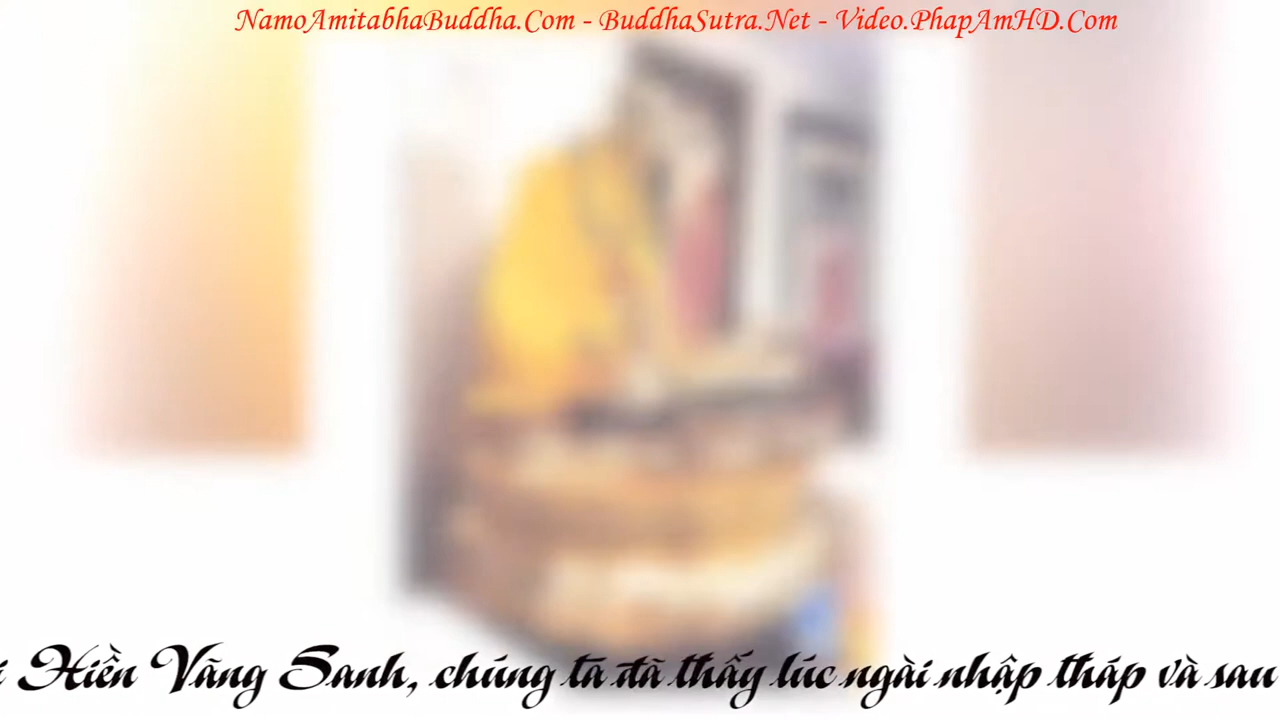 NamoAmitabhaBuddha.Com - BuddhaSutra.Net - Video.PhapAmHD.Com
Hiền Vãng Sanh, chúng ta đã thấy lúc ngài nhập tháp và sau